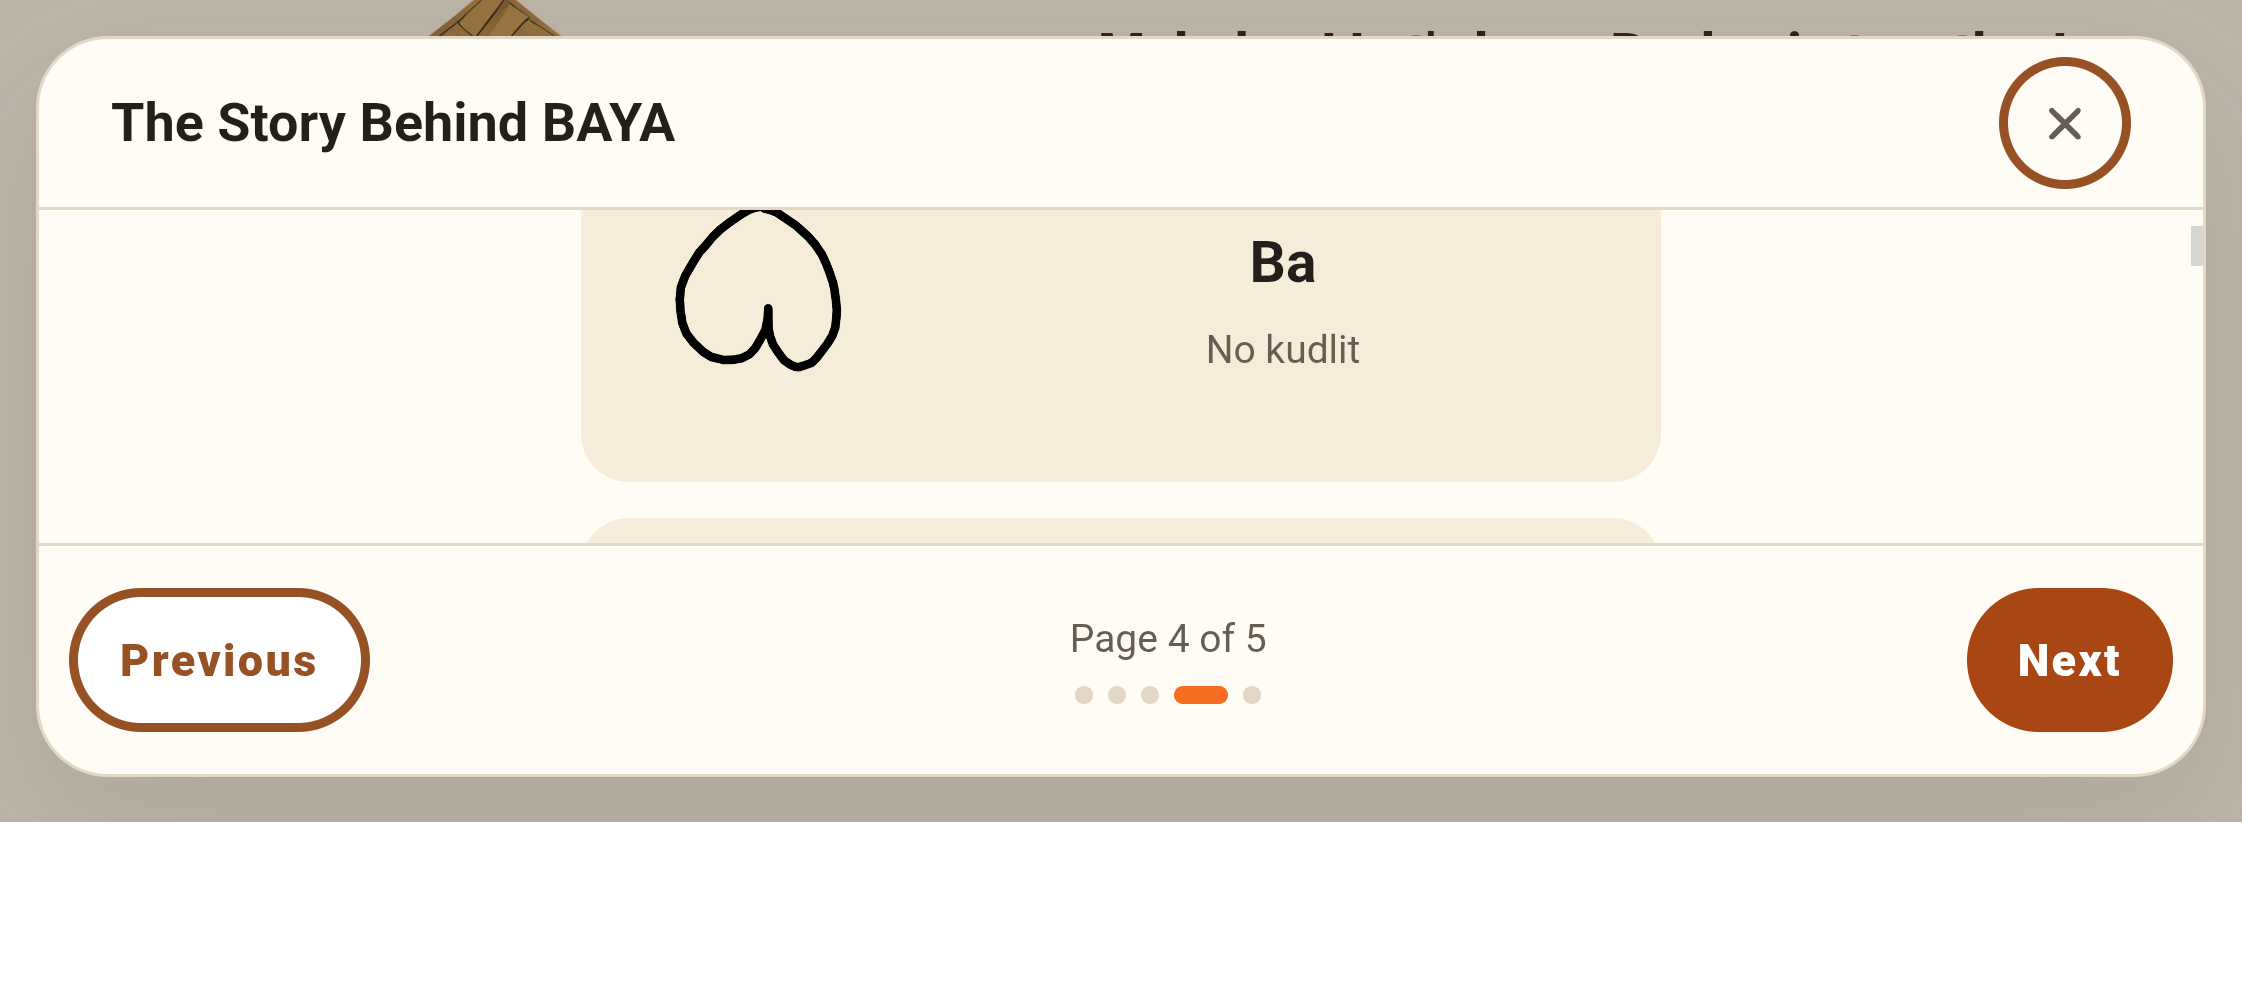 The Story Behind BAYA
ᜊ
Ba
No kudlit
Previous
Page 4 of 5
Next